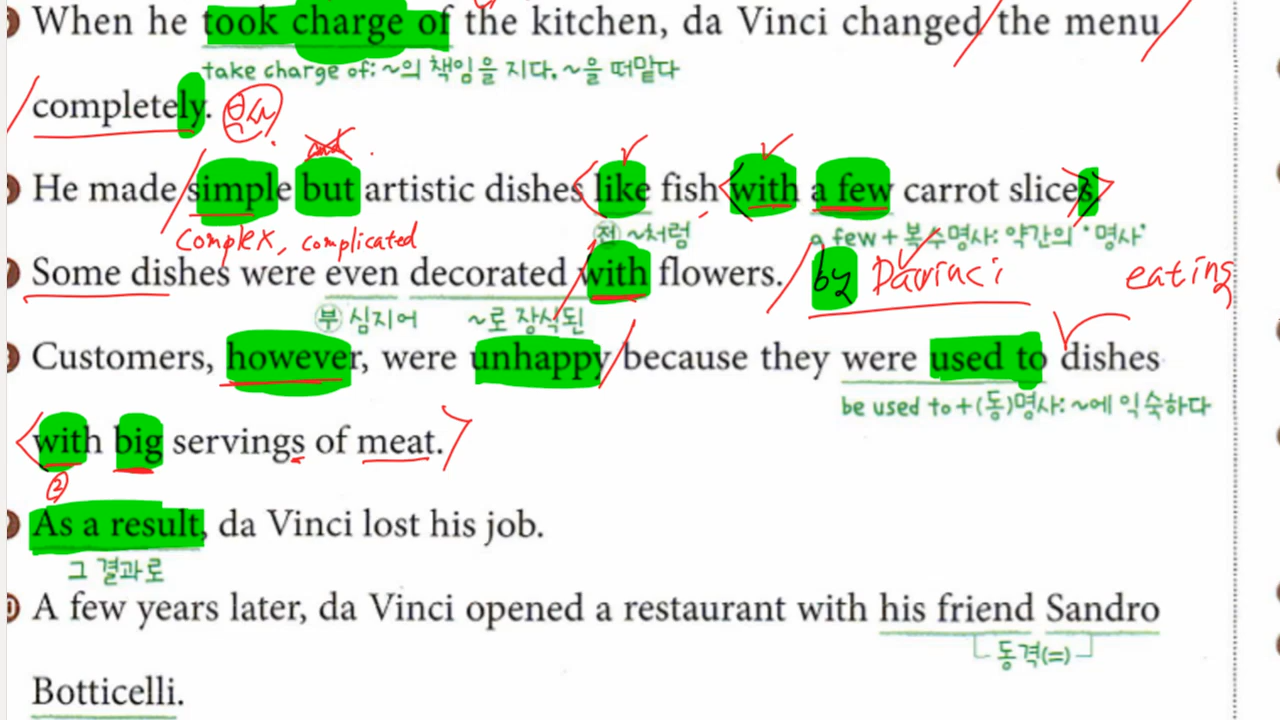 When he took charge of the kitchen, da Vinci changed the menu
take charge of: ~의 책임을 지다, ~을 떠맡다
completely.
and
He made simple but artistic dishes like fish with a few carrot slices.
complex, complicated
전 ~처럼
a few + 복수명사: 약간의 '명사'
Some dishes were even decorated with flowers. by Davinci eating
부 심지어
~로 장식된
Customers, however, were unhappy because they were used to dishes
be used to+(동)명사: ~에 익숙하다
with big servings of meat.
②
As a result, da Vinci lost his job.
그 결과로
A few years later, da Vinci opened a restaurant with his friend Sandro
동격(=)
Botticelli.